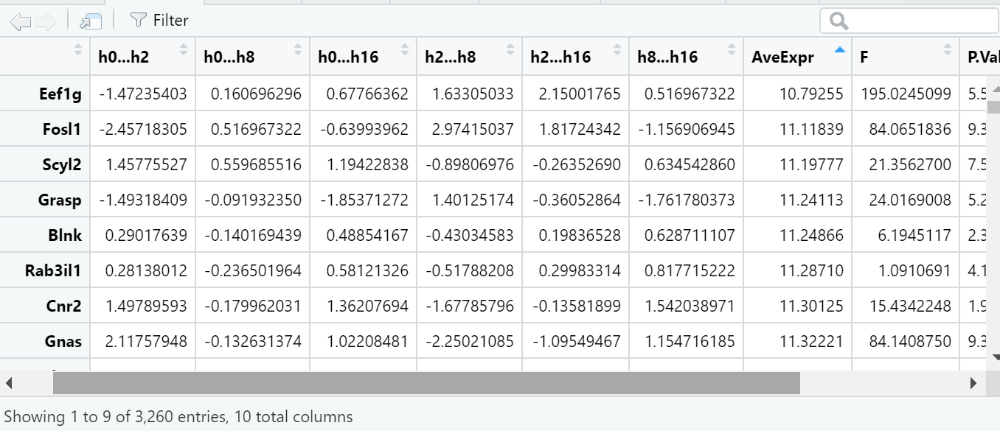 Filter
h0...h2 h0...h8 h0...h16 h2...h8 h2...h16 h8...h16 AveExpr F P.Val
Eef1g -1.47235403 0.160696296 0.67766362 1.63305033 2.15001765 0.516967322 10.79255 195.0245099 5.5
Fosl1 -2.45718305 0.516967322 -0.63993962 2.97415037 1.81724342 -1.156906945 11.11839 84.0651836 9.3
Scyl2 1.45775527 0.559685516 1.19422838 -0.89806976 -0.26352690 0.634542860 11.19777 21.3562700 7.5
Grasp -1.49318409 -0.091932350 -1.85371272 1.40125174 -0.36052864 -1.761780373 11.24113 24.0169008 5.2
Blnk 0.29017639 -0.140169439 0.48854167 -0.43034583 0.19836528 0.628711107 11.24866 6.1945117 2.3
Rab3il1 0.28138012 -0.236501964 0.58121326 -0.51788208 0.29983314 0.817715222 11.28710 1.0910691 4.1
Cnr2 1.49789593 -0.179962031 1.36207694 -1.67785796 -0.13581899 1.542038971 11.30125 15.4342248 1.9
Gnas 2.11757948 -0.132631374 1.02208481 -2.25021085 -1.09549467 1.154716185 11.32221 84.1408750 9.3
Showing 1 to 9 of 3,260 entries, 10 total columns